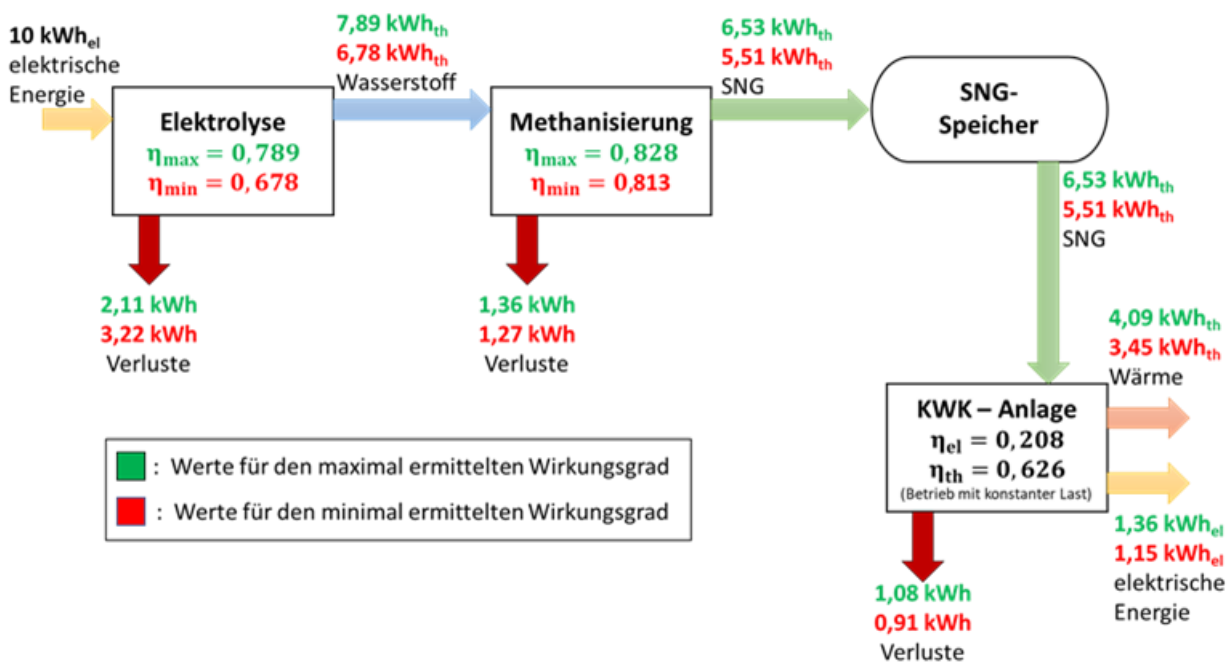 10 kWhel
elektrische
Energie
7,89 kWhth
6,78 kWhth
Wasserstoff
6,53 kWhth
5,51 kWhth
SNG
Elektrolyse
ηmax = 0,789
ηmin = 0,678
Methanisierung
ηmax = 0,828
ηmin = 0,813
SNG-
Speicher
6,53 kWhth
5,51 kWhth
SNG
2,11 kWh
3,22 kWh
Verluste
1,36 kWh
1,27 kWh
Verluste
4,09 kWhth
3,45 kWhth
Wärme
KWK – Anlage
ηel = 0,208
ηth = 0,626
(Betrieb mit konstanter Last)
: Werte für den maximal ermittelten Wirkungsgrad
: Werte für den minimal ermittelten Wirkungsgrad
1,36 kWhel
1,15 kWhel
elektrische
Energie
1,08 kWh
0,91 kWh
Verluste